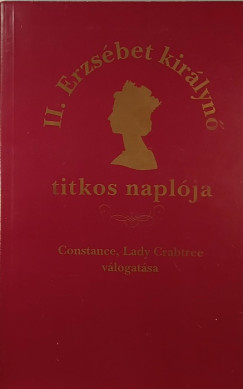 II. Erzsébet királynő
titkos naplója
Constance, Lady Crabtree
válogatása